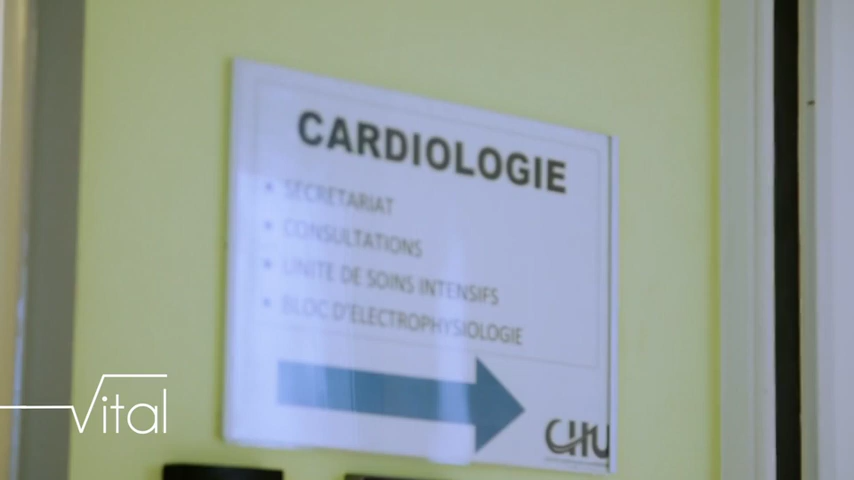 CARDIOLOGIE
• SECRETARIAT
• CONSULTATIONS
• UNITE DE SOINS INTENSIFS
• BLOC D'ELECTROPHYSIOLOGIE
CHU
Vital